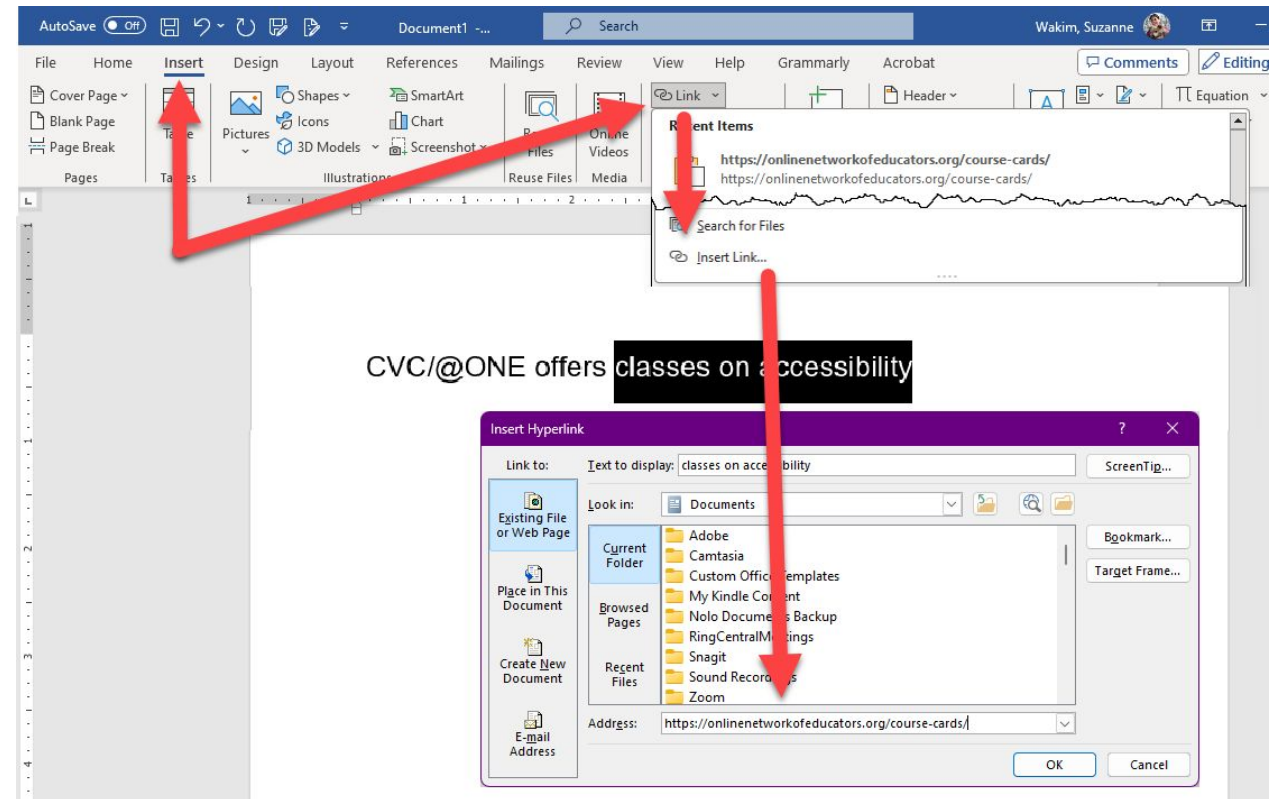 AutoSave Off Document1 -... Search Wakim, Suzanne
File Home Insert Design Layout References Mailings Review View Help Grammarly Acrobat Comments Editing
Cover Page Shapes SmartArt Link Header Equation
Blank Page Icons Chart
Page Break Pictures 3D Models Screenshot Files Videos
Pages Illustrations Reuse Files Media
Recent Items
https://onlinenetworkofeducators.org/course-cards/
https://onlinenetworkofeducators.org/course-cards/
Search for Files
Insert Link...
1 1 2
CVC/@ONE offers classes on accessibility
Insert Hyperlink
Link to: Text to display: classes on accessibility ScreenTip...
Existing File
or Web Page
Look in: Documents
Current
Folder
Adobe
Camtasia
Custom Office Templates
My Kindle Content
Nolo Documents Backup
RingCentralMeetings
Snagit
Sound Recordings
Zoom
Bookmark...
Target Frame...
Place in This
Document
Browsed
Pages
Create New
Document
Recent
Files
E-mail
Address
Address: https://onlinenetworkofeducators.org/course-cards/
OK Cancel